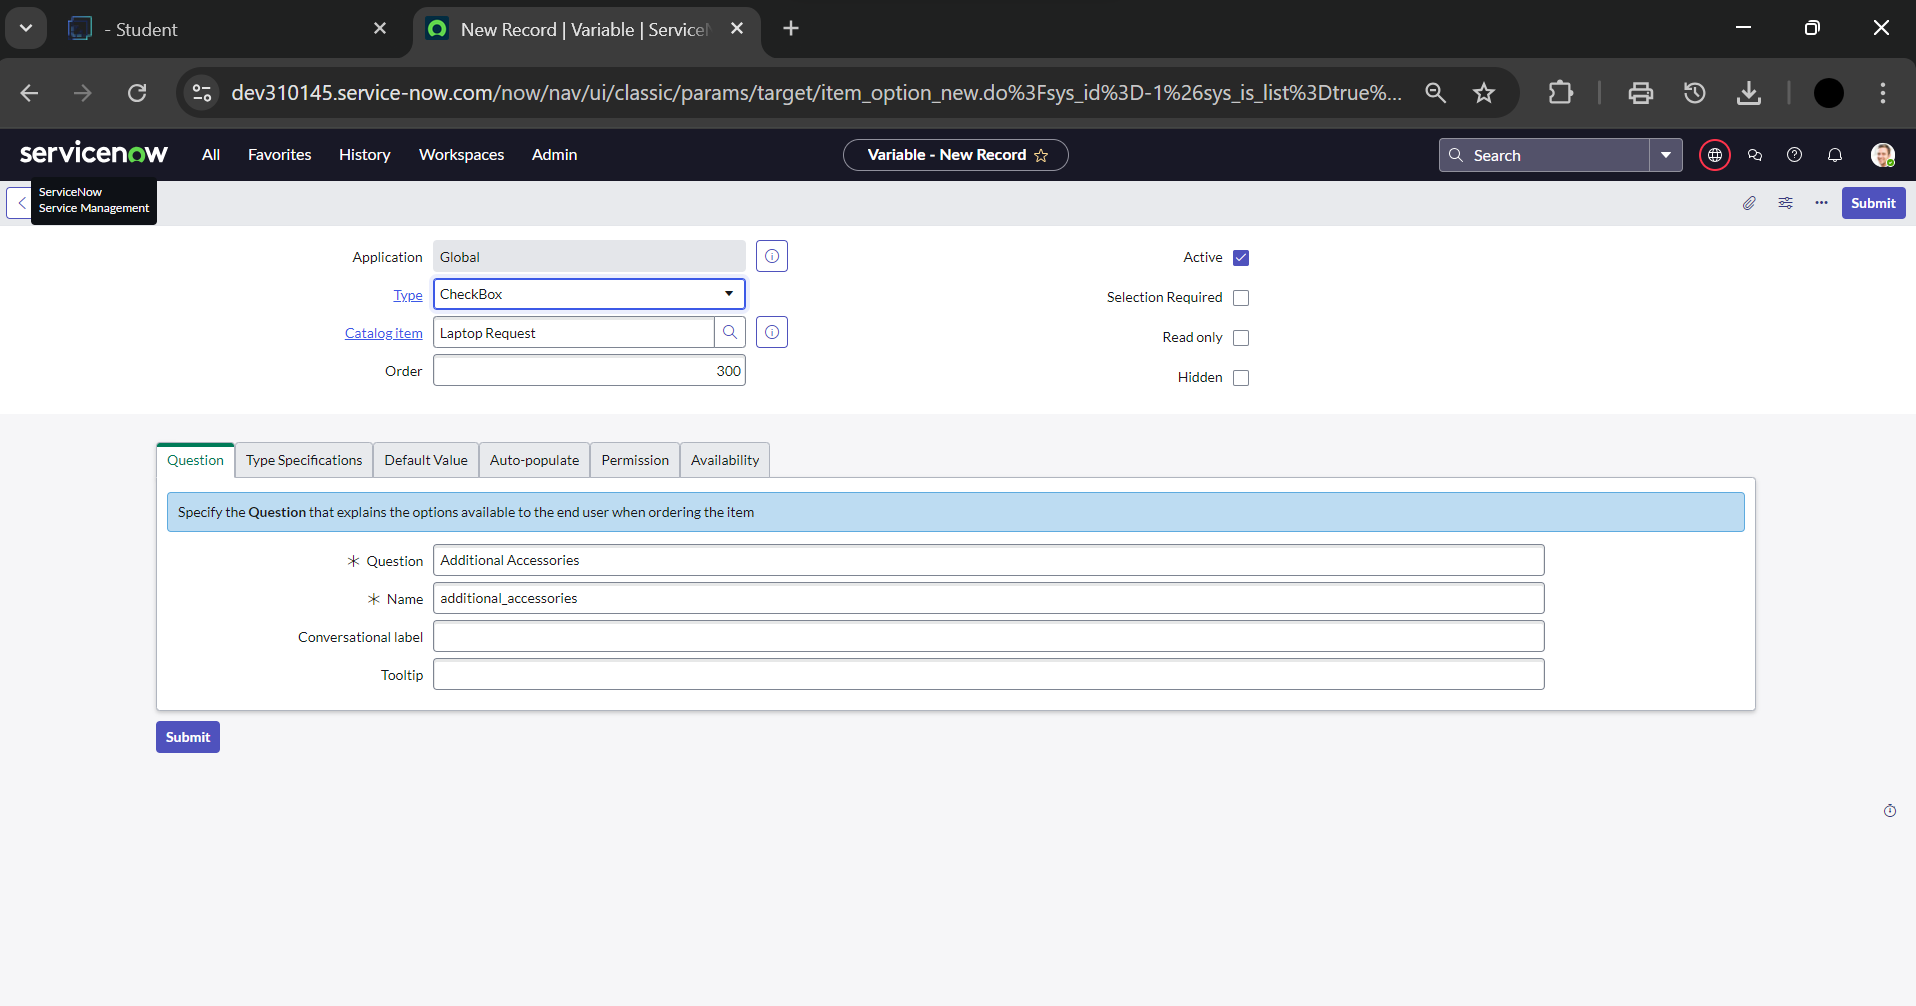 - Student
New Record | Variable | Service
dev310145.service-now.com/now/nav/ui/classic/params/target/item_option_new.do%3Fsys_id%3D-1%26sys_is_list%3Dtrue%...
servicenow All Favorites History Workspaces Admin Variable - New Record Search
ServiceNow
Service Management
Submit
Application Global
Type CheckBox
Catalog item Laptop Request
Order 300
Active
Selection Required
Read only
Hidden
Question Type Specifications Default Value Auto-populate Permission Availability
Specify the Question that explains the options available to the end user when ordering the item
Question Additional Accessories
Name additional_accessories
Conversational label
Tooltip
Submit